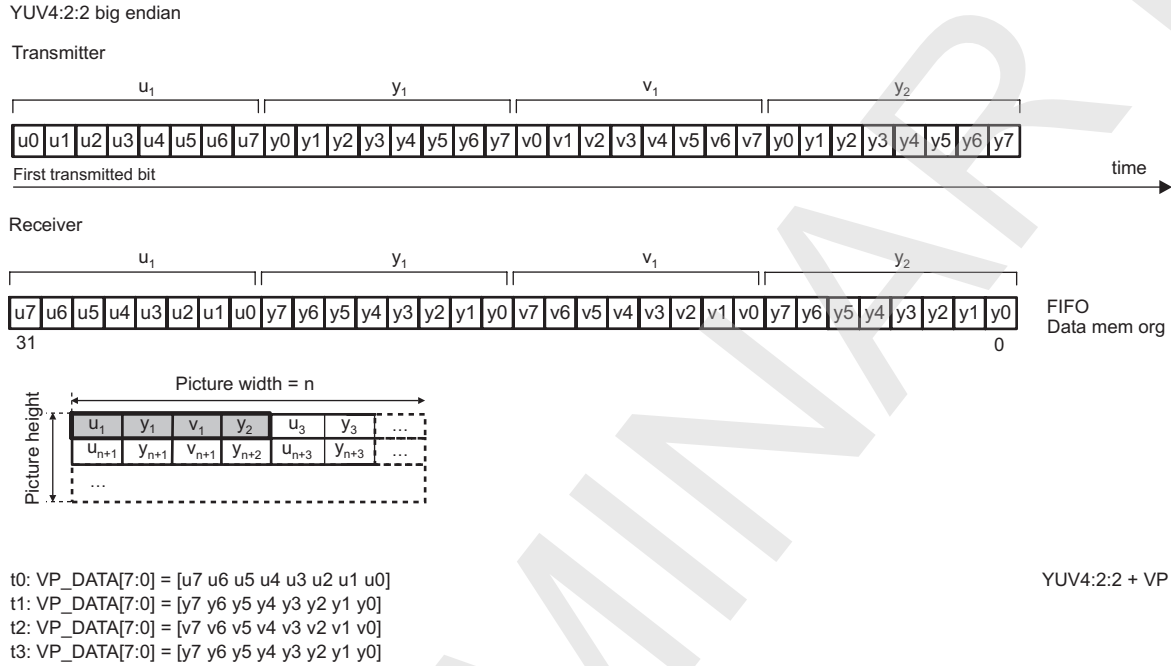 YUV4:2:2 big endian
Transmitter
u1 y1 v1 y2
u0 u1 u2 u3 u4 u5 u6 u7 y0 y1 y2 y3 y4 y5 y6 y7 v0 v1 v2 v3 v4 v5 v6 v7 y0 y1 y2 y3 y4 y5 y6 y7
First transmitted bit
time
Receiver
u1 y1 v1 y2
u7 u6 u5 u4 u3 u2 u1 u0 y7 y6 y5 y4 y3 y2 y1 y0 v7 v6 v5 v4 v3 v2 v1 v0 y7 y6 y5 y4 y3 y2 y1 y0
FIFO
Data mem org
31 0
Picture width = n
Picture height
u1 y1 v1 y2 u3 y3 ...
un+1 yn+1 vn+1 yn+2 un+3 yn+3 ...
...
t0: VP_DATA[7:0] = [u7 u6 u5 u4 u3 u2 u1 u0]
YUV4:2:2 + VP
t1: VP_DATA[7:0] = [y7 y6 y5 y4 y3 y2 y1 y0]
t2: VP_DATA[7:0] = [v7 v6 v5 v4 v3 v2 v1 v0]
t3: VP_DATA[7:0] = [y7 y6 y5 y4 y3 y2 y1 y0]
MINAR